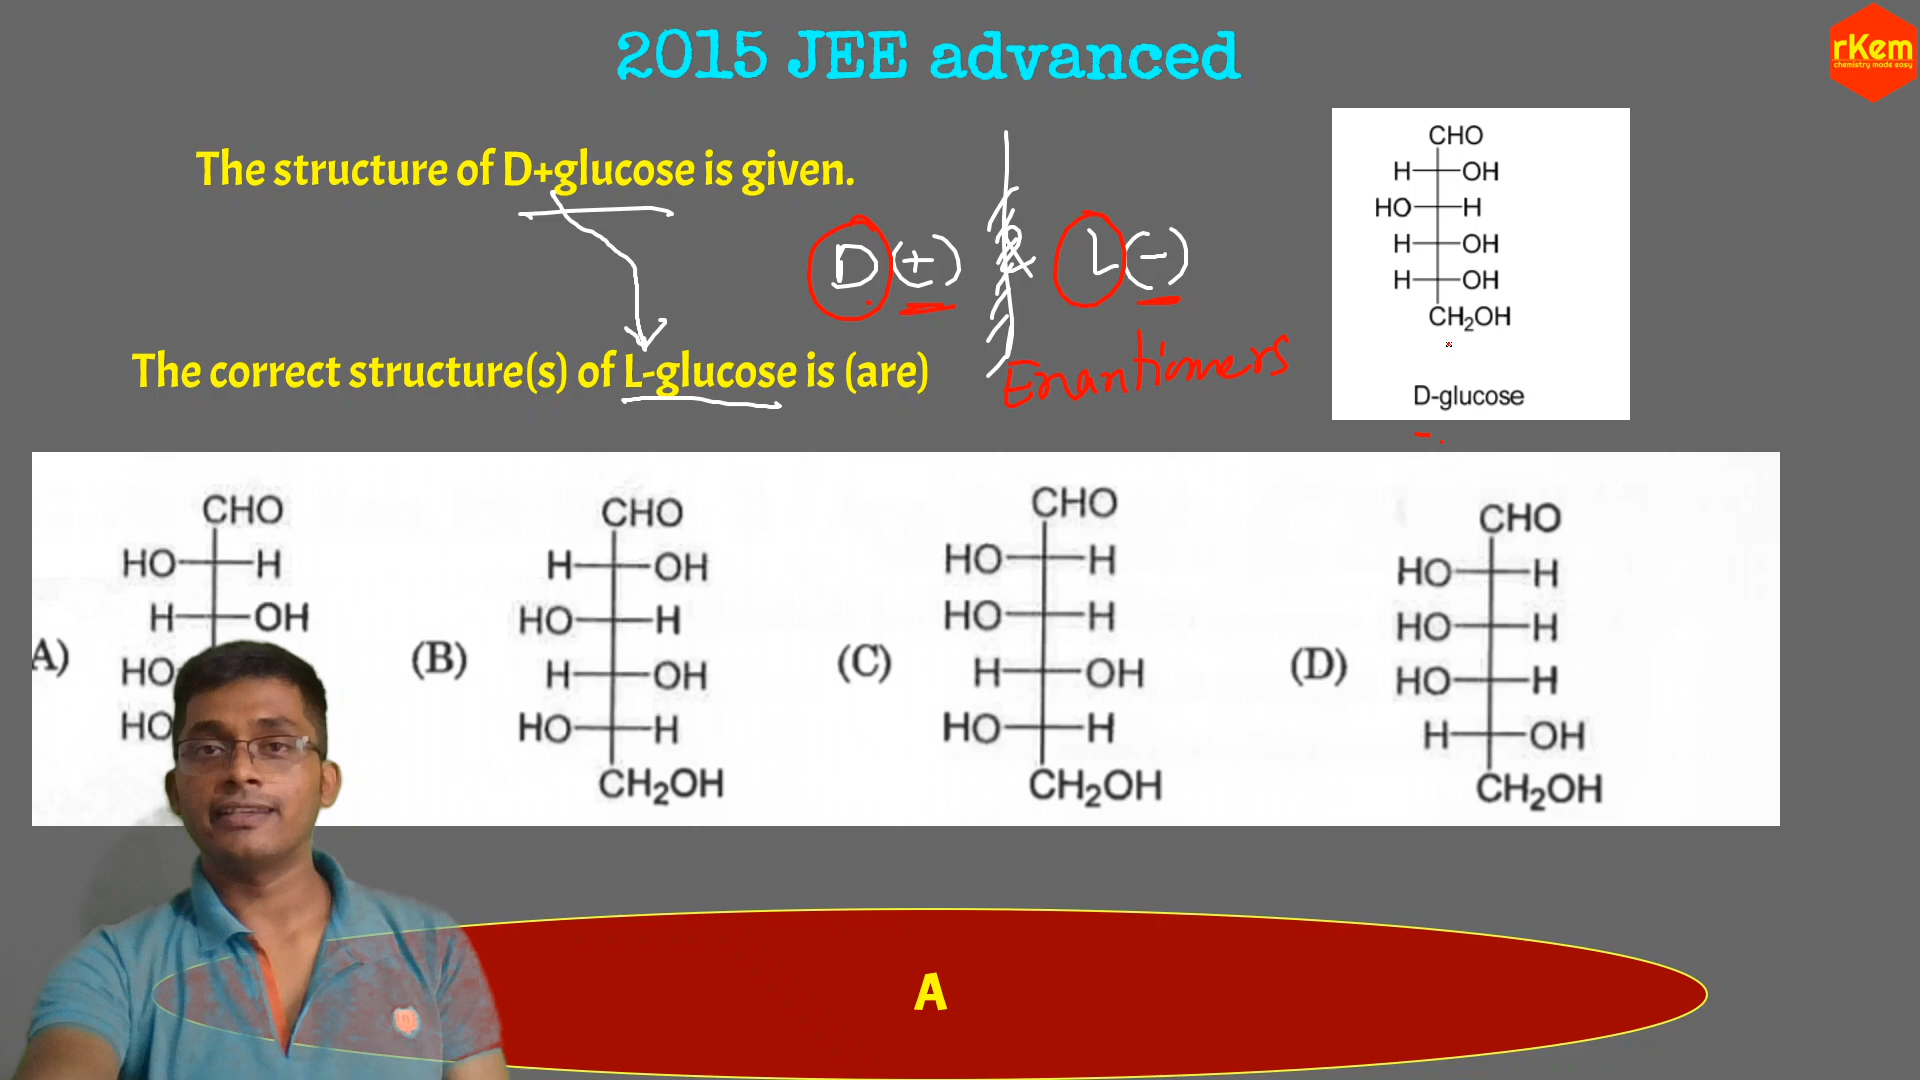 2015 JEE advanced
rKem
chemistry made easy
The structure of D+glucose is given.
D (+) & L (-)
The correct structure(s) of L-glucose is (are)
Enantiomers
CHO
H OH
HO H
H OH
H OH
CH₂OH
D-glucose
A)
CHO
HO H
H OH
HO
HO
(B)
CHO
H OH
HO H
H OH
HO H
CH₂OH
(C)
CHO
HO H
HO H
H OH
HO H
CH₂OH
(D)
CHO
HO H
HO H
HO H
H OH
CH₂OH
A